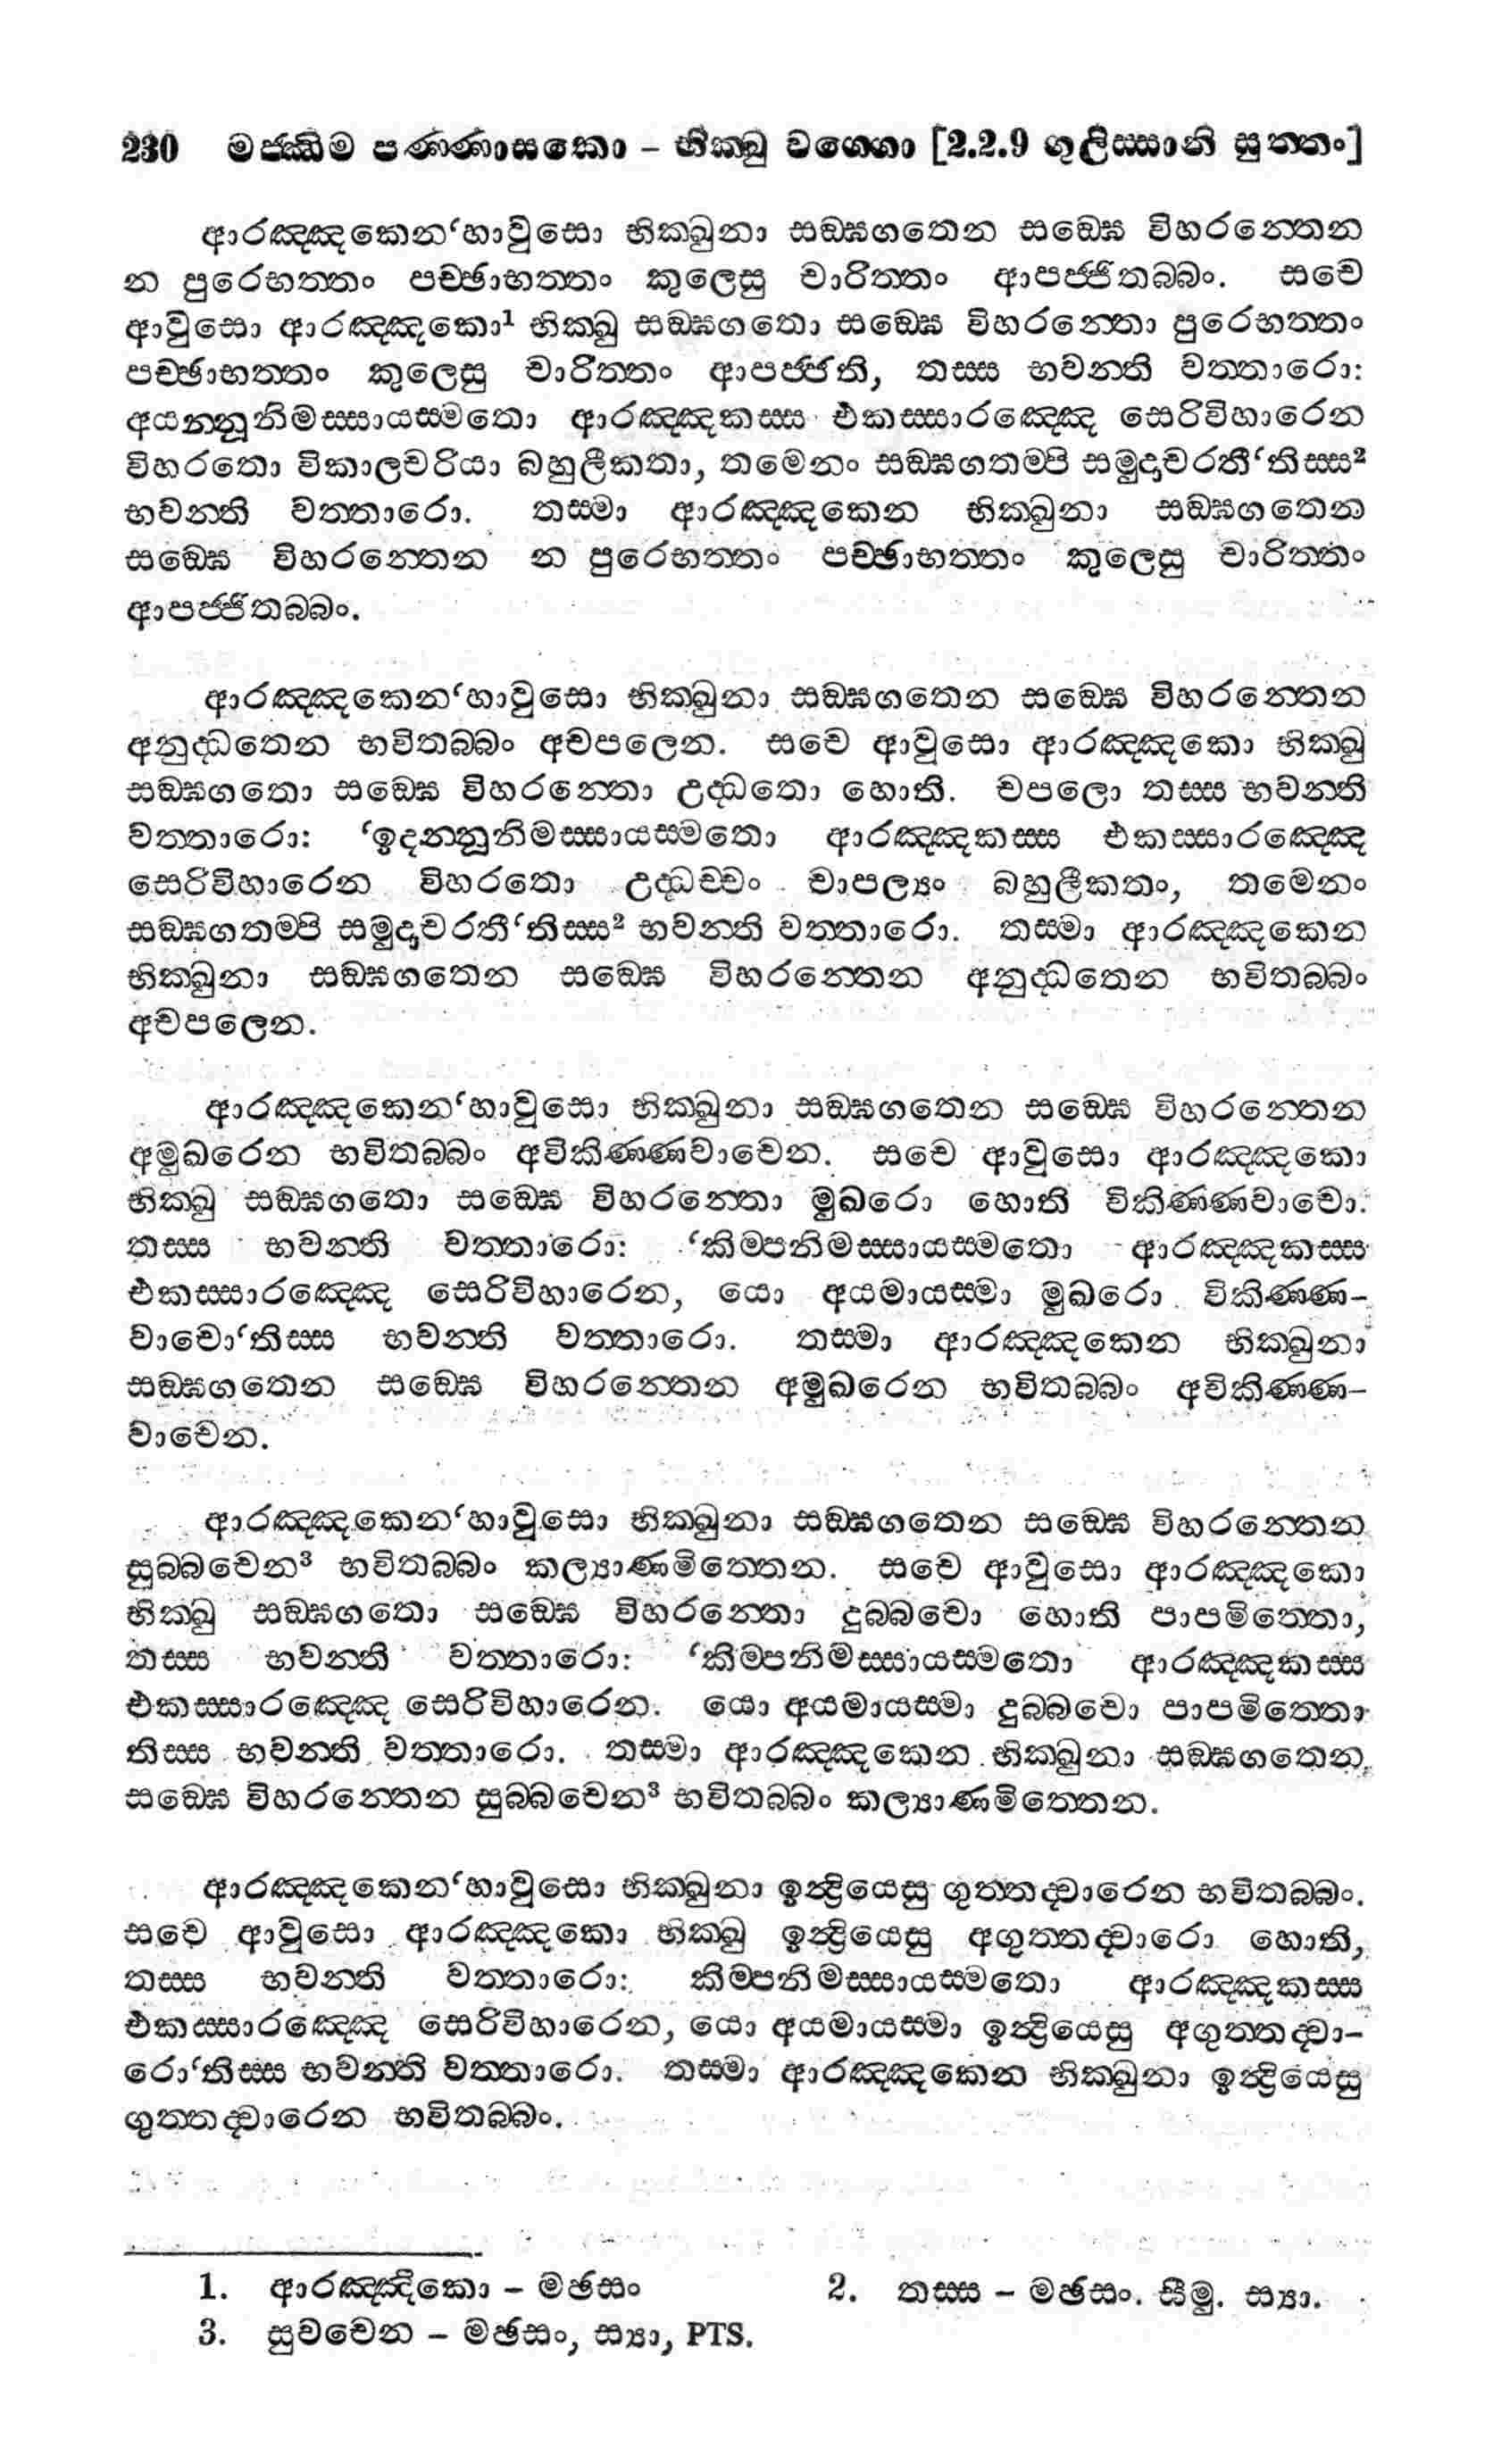 230 මජ්ඣිම පණ්ණාසකො – භික්ඛු වග්ගො [2.2.9 ගුලිස්සානි සුත්තං]
ආරඤ්ඤකෙන‘හාවුසො භික්ඛුනා සඞ්ඝගතෙන සඞ්ඝෙ විහරන්තෙන
න පුරෙභත්තං පච්ඡාභත්තං කුලෙසු චාරිත්තං ආපජ්ජිතබ්බං. සචෙ
ආවුසො ආරඤ්ඤකො¹ භික්ඛු සඞ්ඝගතො සඞ්ඝෙ විහරන්තො පුරෙභත්තං
පච්ඡාභත්තං කුලෙසු චාරිත්තං ආපජ්ජති, තස්ස භවන්ති වත්තාරො:
අයන්නූනිමස්සායස්මතො ආරඤ්ඤකස්ස එකස්සාරඤ්ඤෙ සෙරිවිහාරෙන
විහරතො විකාලචරියා බහුලීකතා, තමෙනං සඞ්ඝගතම්පි සමුදාචරතී‘තිස්ස²
භවන්ති වත්තාරො. තස්මා ආරඤ්ඤකෙන භික්ඛුනා සඞ්ඝගතෙන
සඞ්ඝෙ විහරන්තෙන න පුරෙභත්තං පච්ඡාභත්තං කුලෙසු චාරිත්තං
ආපජ්ජිතබ්බං.
ආරඤ්ඤකෙන‘හාවුසො භික්ඛුනා සඞ්ඝගතෙන සඞ්ඝෙ විහරන්තෙන
අනුද්ධතෙන භවිතබ්බං අචපලෙන. සචෙ ආවුසො ආරඤ්ඤකො භික්ඛු
සඞ්ඝගතො සඞ්ඝෙ විහරන්තො උද්ධතො හොති. චපලො තස්ස භවන්ති
වත්තාරො: ‘ඉදන්නූනිමස්සායස්මතො ආරඤ්ඤකස්ස එකස්සාරඤ්ඤෙ
සෙරිවිහාරෙන විහරතො උද්ධච්චං චාපල්‍යං බහුලීකතං, තමෙනං
සඞ්ඝගතම්පි සමුදාචරතී‘තිස්ස² භවන්ති වත්තාරො. තස්මා ආරඤ්ඤකෙන
භික්ඛුනා සඞ්ඝගතෙන සඞ්ඝෙ විහරන්තෙන අනුද්ධතෙන භවිතබ්බං
අචපලෙන.
ආරඤ්ඤකෙන‘හාවුසො භික්ඛුනා සඞ්ඝගතෙන සඞ්ඝෙ විහරන්තෙන
අමුඛරෙන භවිතබ්බං අවිකිණ්ණවාචෙන. සචෙ ආවුසො ආරඤ්ඤකො
භික්ඛු සඞ්ඝගතො සඞ්ඝෙ විහරන්තො මුඛරො හොති විකිණ්ණවාචො.
තස්ස භවන්ති වත්තාරො: ‘කිම්පනිමස්සායස්මතො ආරඤ්ඤකස්ස
එකස්සාරඤ්ඤෙ සෙරිවිහාරෙන, යො අයමායස්මා මුඛරො විකිණ්ණ-
වාචො‘තිස්ස භවන්ති වත්තාරො. තස්මා ආරඤ්ඤකෙන භික්ඛුනා
සඞ්ඝගතෙන සඞ්ඝෙ විහරන්තෙන අමුඛරෙන භවිතබ්බං අවිකිණ්ණ-
වාචෙන.
ආරඤ්ඤකෙන‘හාවුසො භික්ඛුනා සඞ්ඝගතෙන සඞ්ඝෙ විහරන්තෙන
සුබ්බචෙන³ භවිතබ්බං කල්‍යාණමිත්තෙන. සචෙ ආවුසො ආරඤ්ඤකො
භික්ඛු සඞ්ඝගතො සඞ්ඝෙ විහරන්තො දුබ්බචො හොති පාපමිත්තො,
තස්ස භවන්ති වත්තාරො: ‘කිම්පනිමස්සායස්මතො ආරඤ්ඤකස්ස
එකස්සාරඤ්ඤෙ සෙරිවිහාරෙන. යො අයමායස්මා දුබ්බචො පාපමිත්තො
තිස්ස භවන්ති වත්තාරො. තස්මා ආරඤ්ඤකෙන භික්ඛුනා සඞ්ඝගතෙන
සඞ්ඝෙ විහරන්තෙන සුබ්බචෙන³ භවිතබ්බං කල්‍යාණමිත්තෙන.
ආරඤ්ඤකෙන‘හාවුසො භික්ඛුනා ඉන්ද්‍රියෙසු ගුත්තද්වාරෙන භවිතබ්බං.
සචෙ ආවුසො ආරඤ්ඤකො භික්ඛු ඉන්ද්‍රියෙසු අගුත්තද්වාරො හොති,
තස්ස භවන්ති වත්තාරො: කිම්පනිමස්සායස්මතො ආරඤ්ඤකස්ස
එකස්සාරඤ්ඤෙ සෙරිවිහාරෙන, යො අයමායස්මා ඉන්ද්‍රියෙසු අගුත්තද්වා-
රො‘තිස්ස භවන්ති වත්තාරො. තස්මා ආරඤ්ඤකෙන භික්ඛුනා ඉන්ද්‍රියෙසු
ගුත්තද්වාරෙන භවිතබ්බං.
1. ආරඤ්ඤිකො – මඡසං 2. තස්ස – මඡසං. සීමු. ස්‍යා.
3. සුවචෙන – මඡසං, ස්‍යා, PTS.